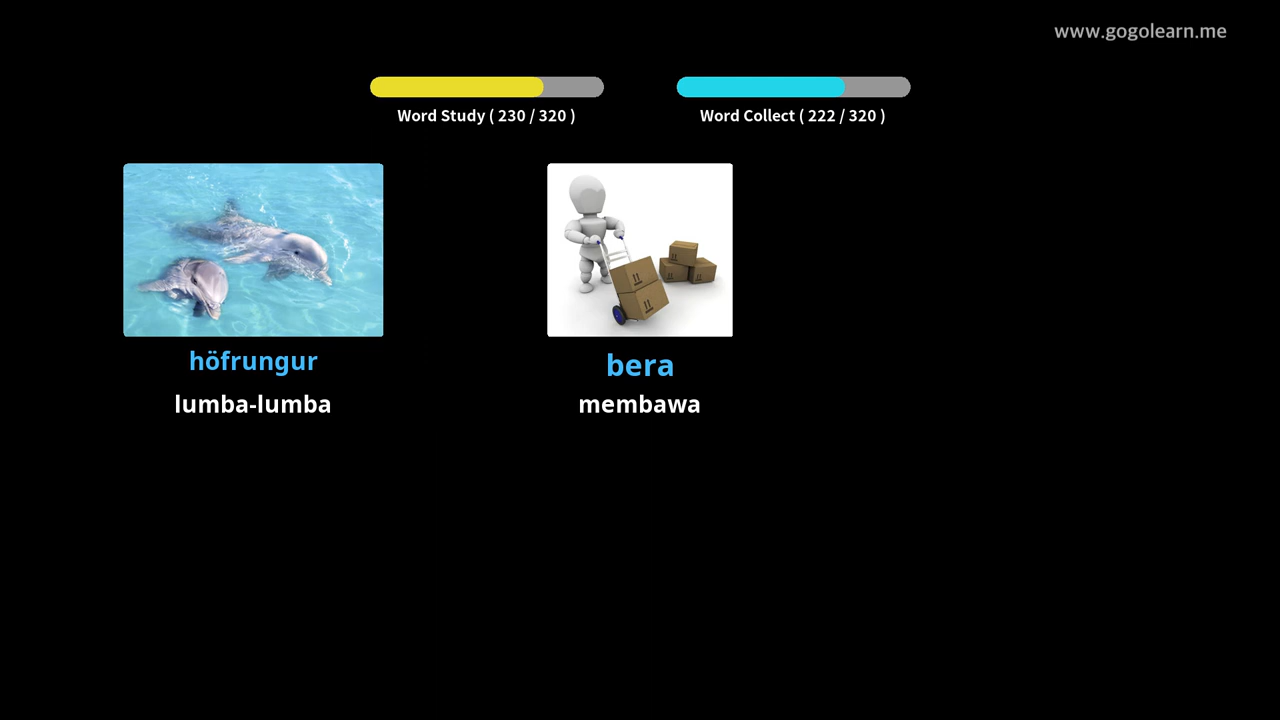 www.gogolearn.me
Word Study ( 230 / 320 )
Word Collect ( 222 / 320 )
höfrungur
lumba-lumba
bera
membawa